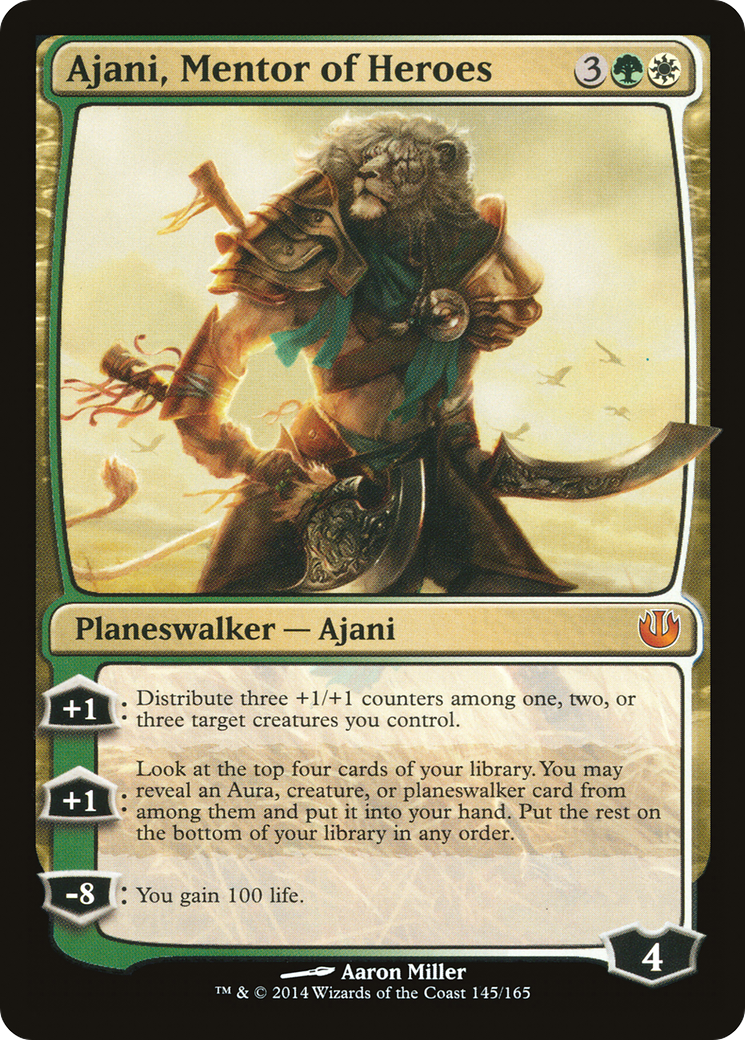 Ajani, Mentor of Heroes 3
Planeswalker — Ajani
+1: Distribute three +1/+1 counters among one, two, or
three target creatures you control.
+1: Look at the top four cards of your library. You may
reveal an Aura, creature, or planeswalker card from
among them and put it into your hand. Put the rest on
the bottom of your library in any order.
-8: You gain 100 life.
4
Aaron Miller
™ & © 2014 Wizards of the Coast 145/165